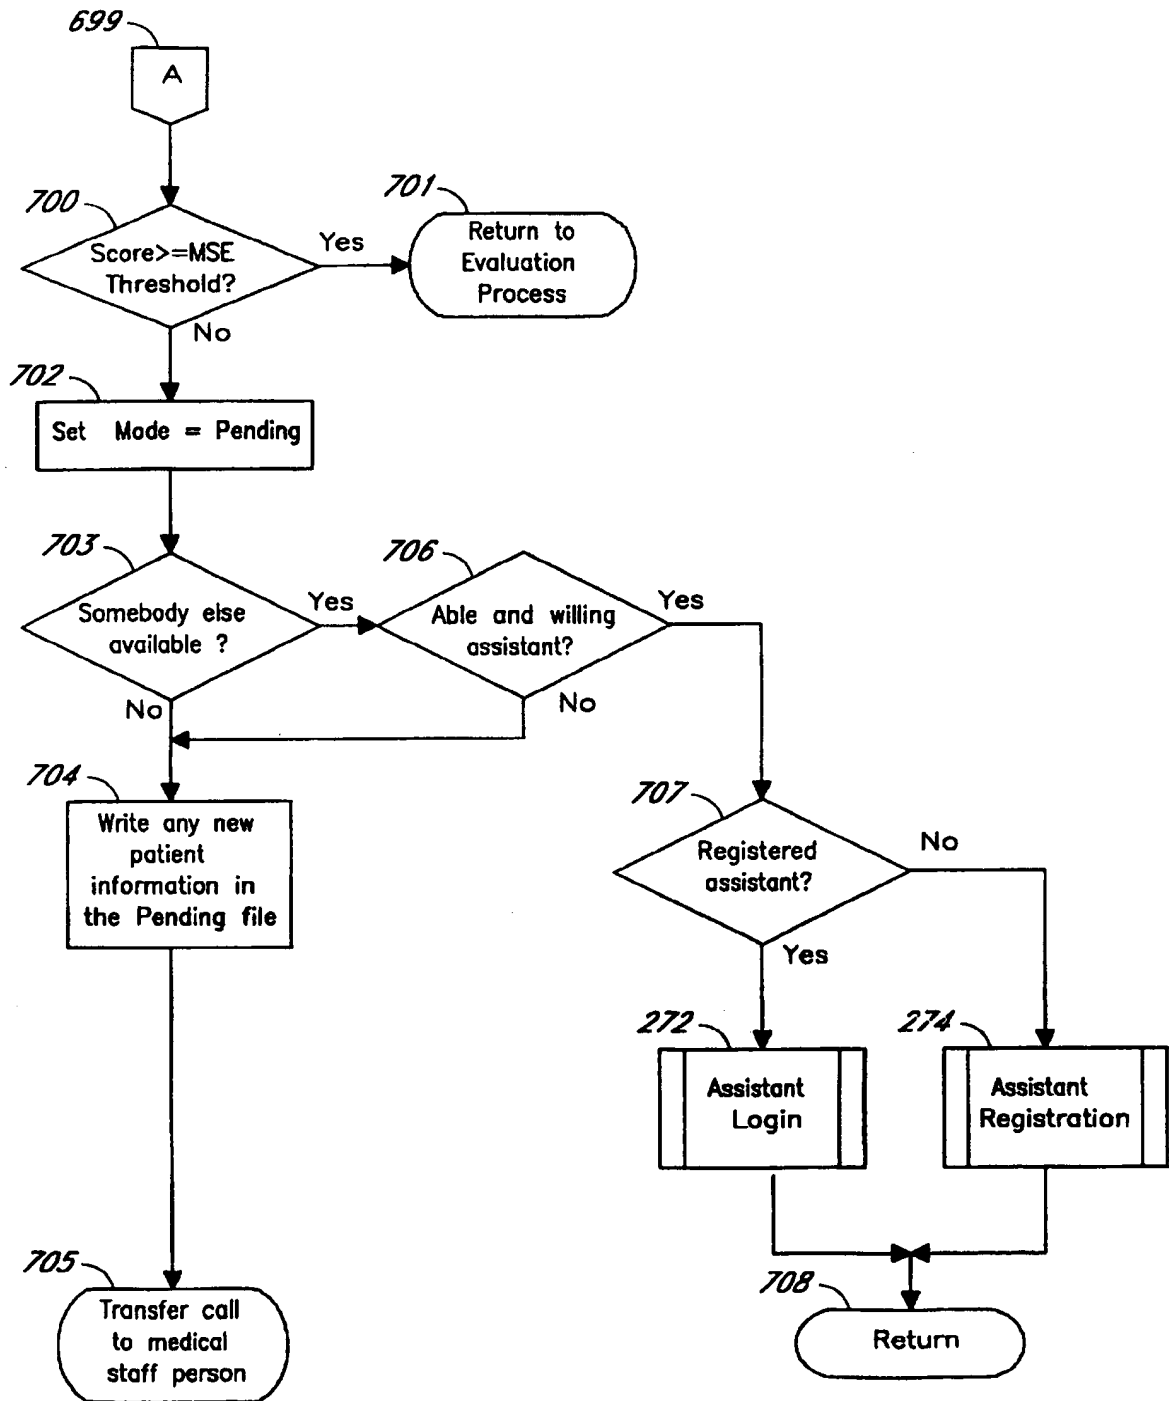 699
A
700
Score>=MSE
Threshold?
Yes
701
Return to
Evaluation
Process
No
702
Set Mode = Pending
703
Somebody else
available ?
Yes
706
Able and willing
assistant?
Yes
No
No
704
Write any new
patient
information in
the Pending file
707
Registered
assistant?
No
Yes
272
Assistant
Login
274
Assistant
Registration
705
Transfer call
to medical
staff person
708
Return